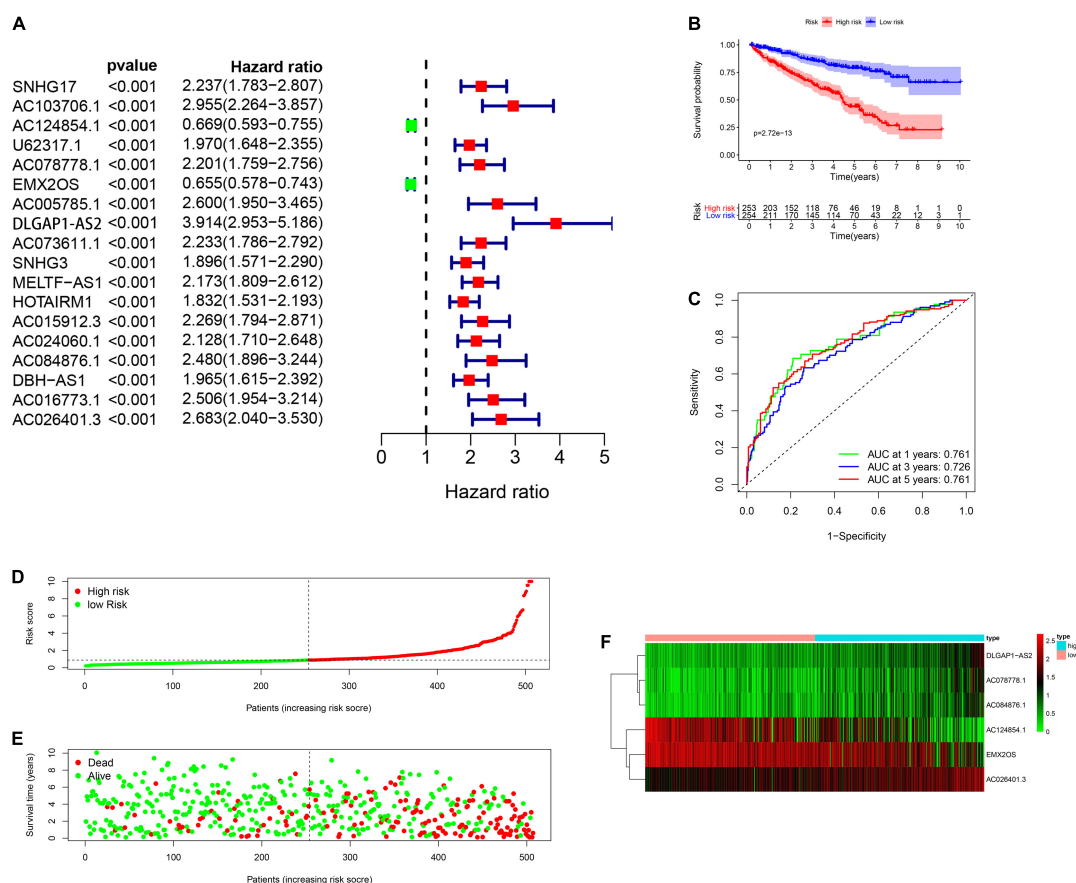 A
pvalue Hazard ratio
SNHG17 <0.001 2.237(1.783−2.807)
AC103706.1 <0.001 2.955(2.264−3.857)
AC124854.1 <0.001 0.669(0.593−0.755)
U62317.1 <0.001 1.970(1.648−2.355)
AC078778.1 <0.001 2.201(1.759−2.756)
EMX2OS <0.001 0.655(0.578−0.743)
AC005785.1 <0.001 2.600(1.950−3.465)
DLGAP1−AS2 <0.001 3.914(2.953−5.186)
AC073611.1 <0.001 2.233(1.786−2.792)
SNHG3 <0.001 1.896(1.571−2.290)
MELTF−AS1 <0.001 2.173(1.809−2.612)
HOTAIRM1 <0.001 1.832(1.531−2.193)
AC015912.3 <0.001 2.269(1.794−2.871)
AC024060.1 <0.001 2.128(1.710−2.648)
AC084876.1 <0.001 2.480(1.896−3.244)
DBH−AS1 <0.001 1.965(1.615−2.392)
AC016773.1 <0.001 2.506(1.954−3.214)
AC026401.3 <0.001 2.683(2.040−3.530)
0 1 2 3 4 5
Hazard ratio
B
Risk High risk Low risk
Survival probability
1.00
0.75
0.50
0.25
0.00
p=2.72e−13
0 1 2 3 4 5 6 7 8 9 10
Time(years)
Risk
High risk 253 203 152 118 76 46 19 8 1 1 0
Low risk 254 211 170 145 114 70 43 22 12 3 1
0 1 2 3 4 5 6 7 8 9 10
Time(years)
C
Sensitivity
1.0
0.8
0.6
0.4
0.2
0.0
AUC at 1 years: 0.761
AUC at 3 years: 0.726
AUC at 5 years: 0.761
0.0 0.2 0.4 0.6 0.8 1.0
1−Specificity
D
Risk score
10
8
6
4
2
0
High risk
low Risk
0 100 200 300 400 500
Patients (increasing risk socre)
E
Survival time (years)
10
8
6
4
2
0
Dead
Alive
0 100 200 300 400 500
Patients (increasing risk socre)
F
type
DLGAP1−AS2
AC078778.1
AC084876.1
AC124854.1
EMX2OS
AC026401.3
2.5
2
1.5
1
0.5
0
type
hig
low